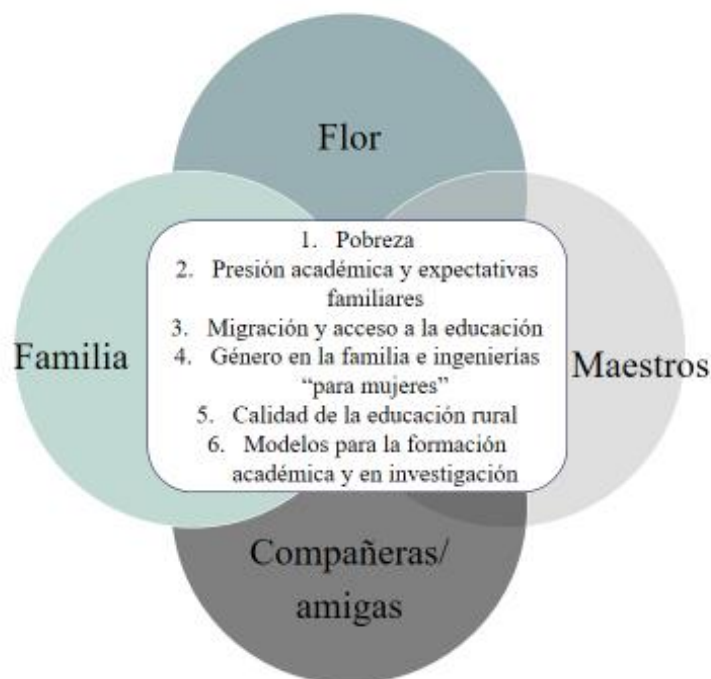 Flor
1. Pobreza
2. Presión académica y expectativas
familiares
3. Migración y acceso a la educación
4. Género en la familia e ingenierías
“para mujeres”
5. Calidad de la educación rural
6. Modelos para la formación
académica y en investigación
Familia
Maestros
Compañeras/
amigas